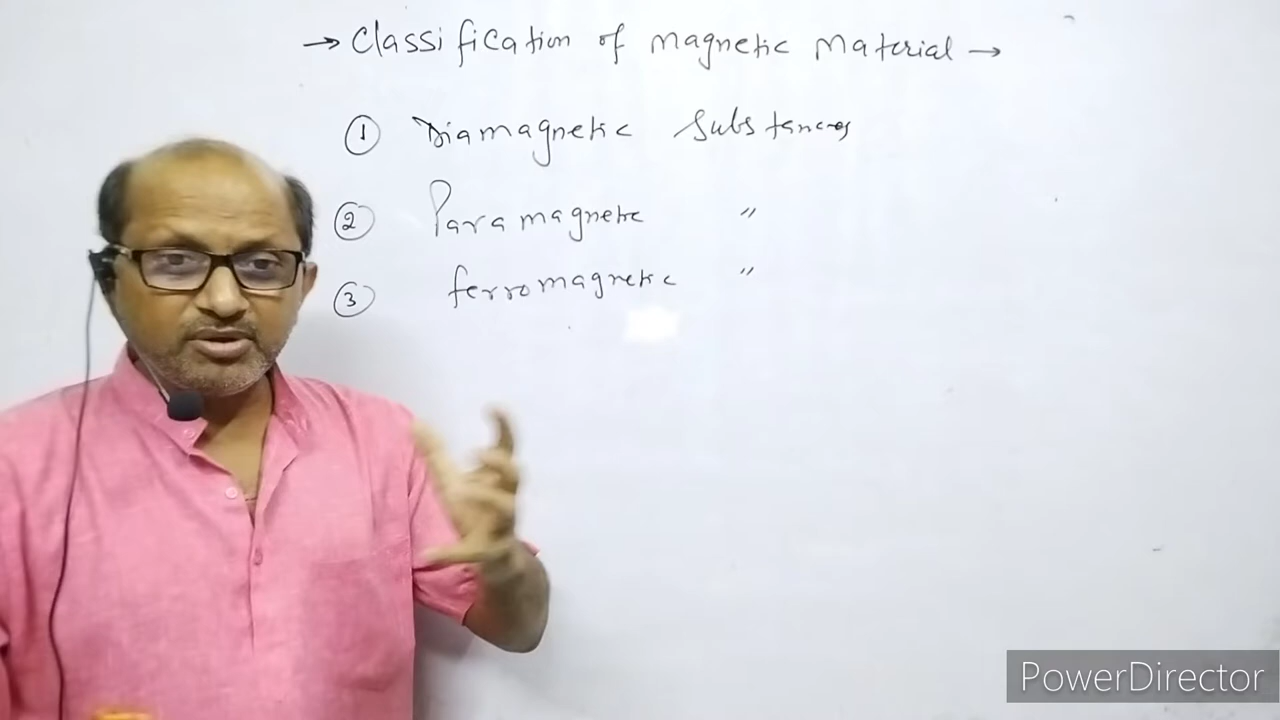 → Classification of magnetic Material →
① Diamagnetic Substances
② Paramagnetic "
③ ferromagnetic "
PowerDirector